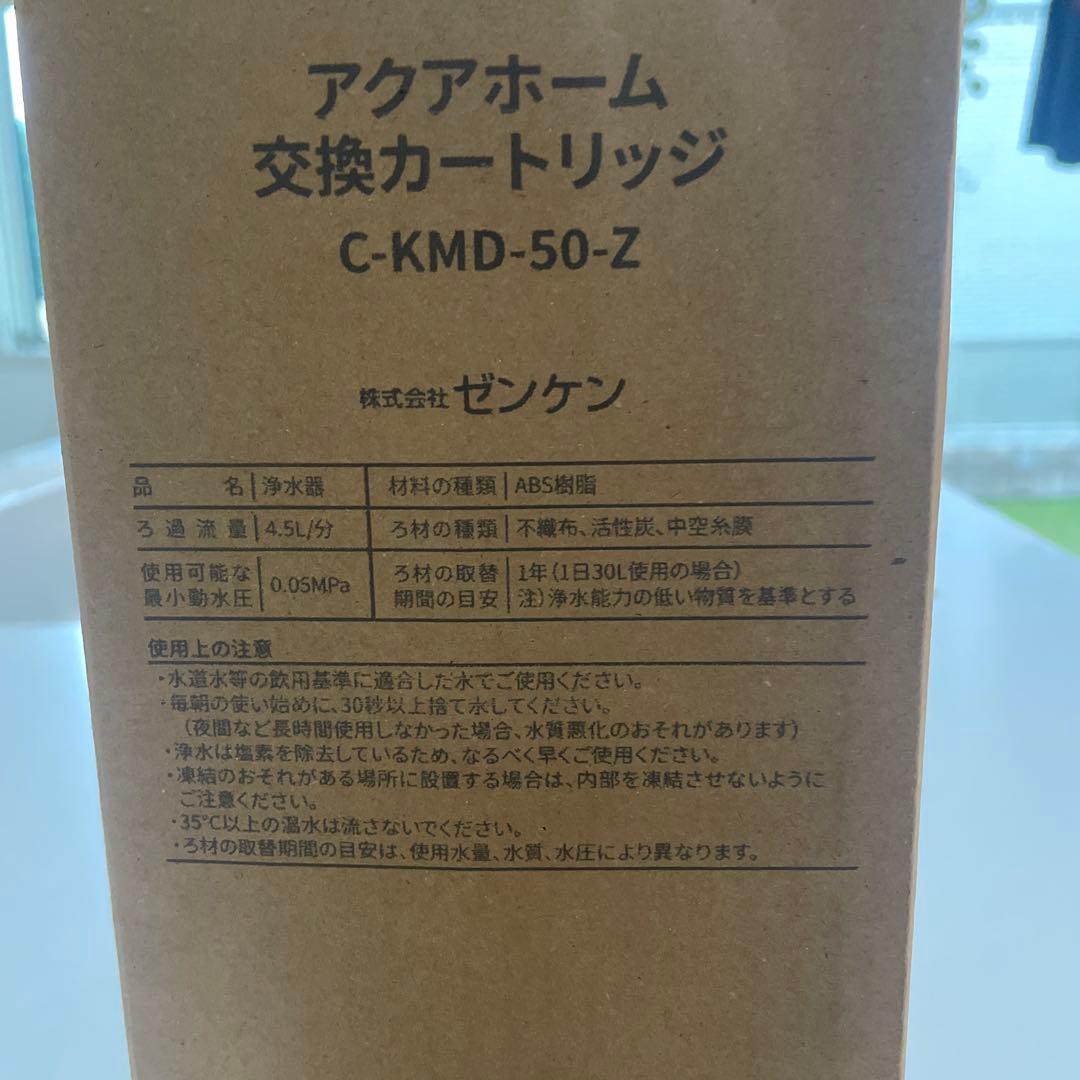 アクアホーム
交換カートリッジ
C-KMD-50-Z
株式会社ゼンケン
品名 浄水器 材料の種類 ABS樹脂
ろ過流量 4.5L/分 ろ材の種類 不織布、活性炭、中空糸膜
使用可能な最小動水圧 0.05MPa ろ材の取替期間の目安 1年(1日30L使用の場合)
注)浄水能力の低い物質を基準とする
使用上の注意
・水道水等の飲用基準に適合した水でご使用ください。
・毎朝の使い始めに、30秒以上捨て水してください。
(夜間など長時間使用しなかった場合、水質悪化のおそれがあります)
・浄水は塩素を除去しているため、なるべく早くご使用ください。
・凍結のおそれがある場所に設置する場合は、内部を凍結させないように
ご注意ください。
・35℃以上の温水は流さないでください。
・ろ材の取替期間の目安は、使用水量、水質、水圧により異なります。